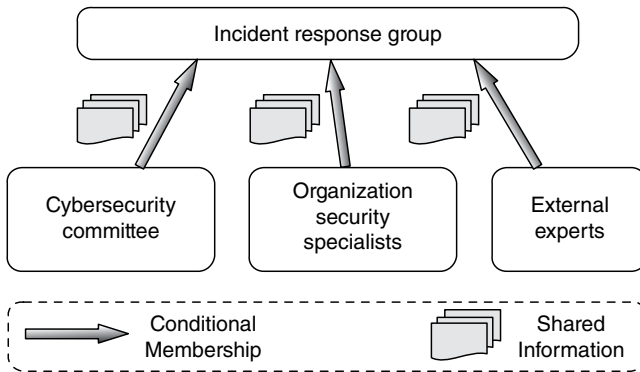 Incident response group
Cybersecurity
committee
Organization
security
specialists
External
experts
Conditional
Membership
Shared
Information